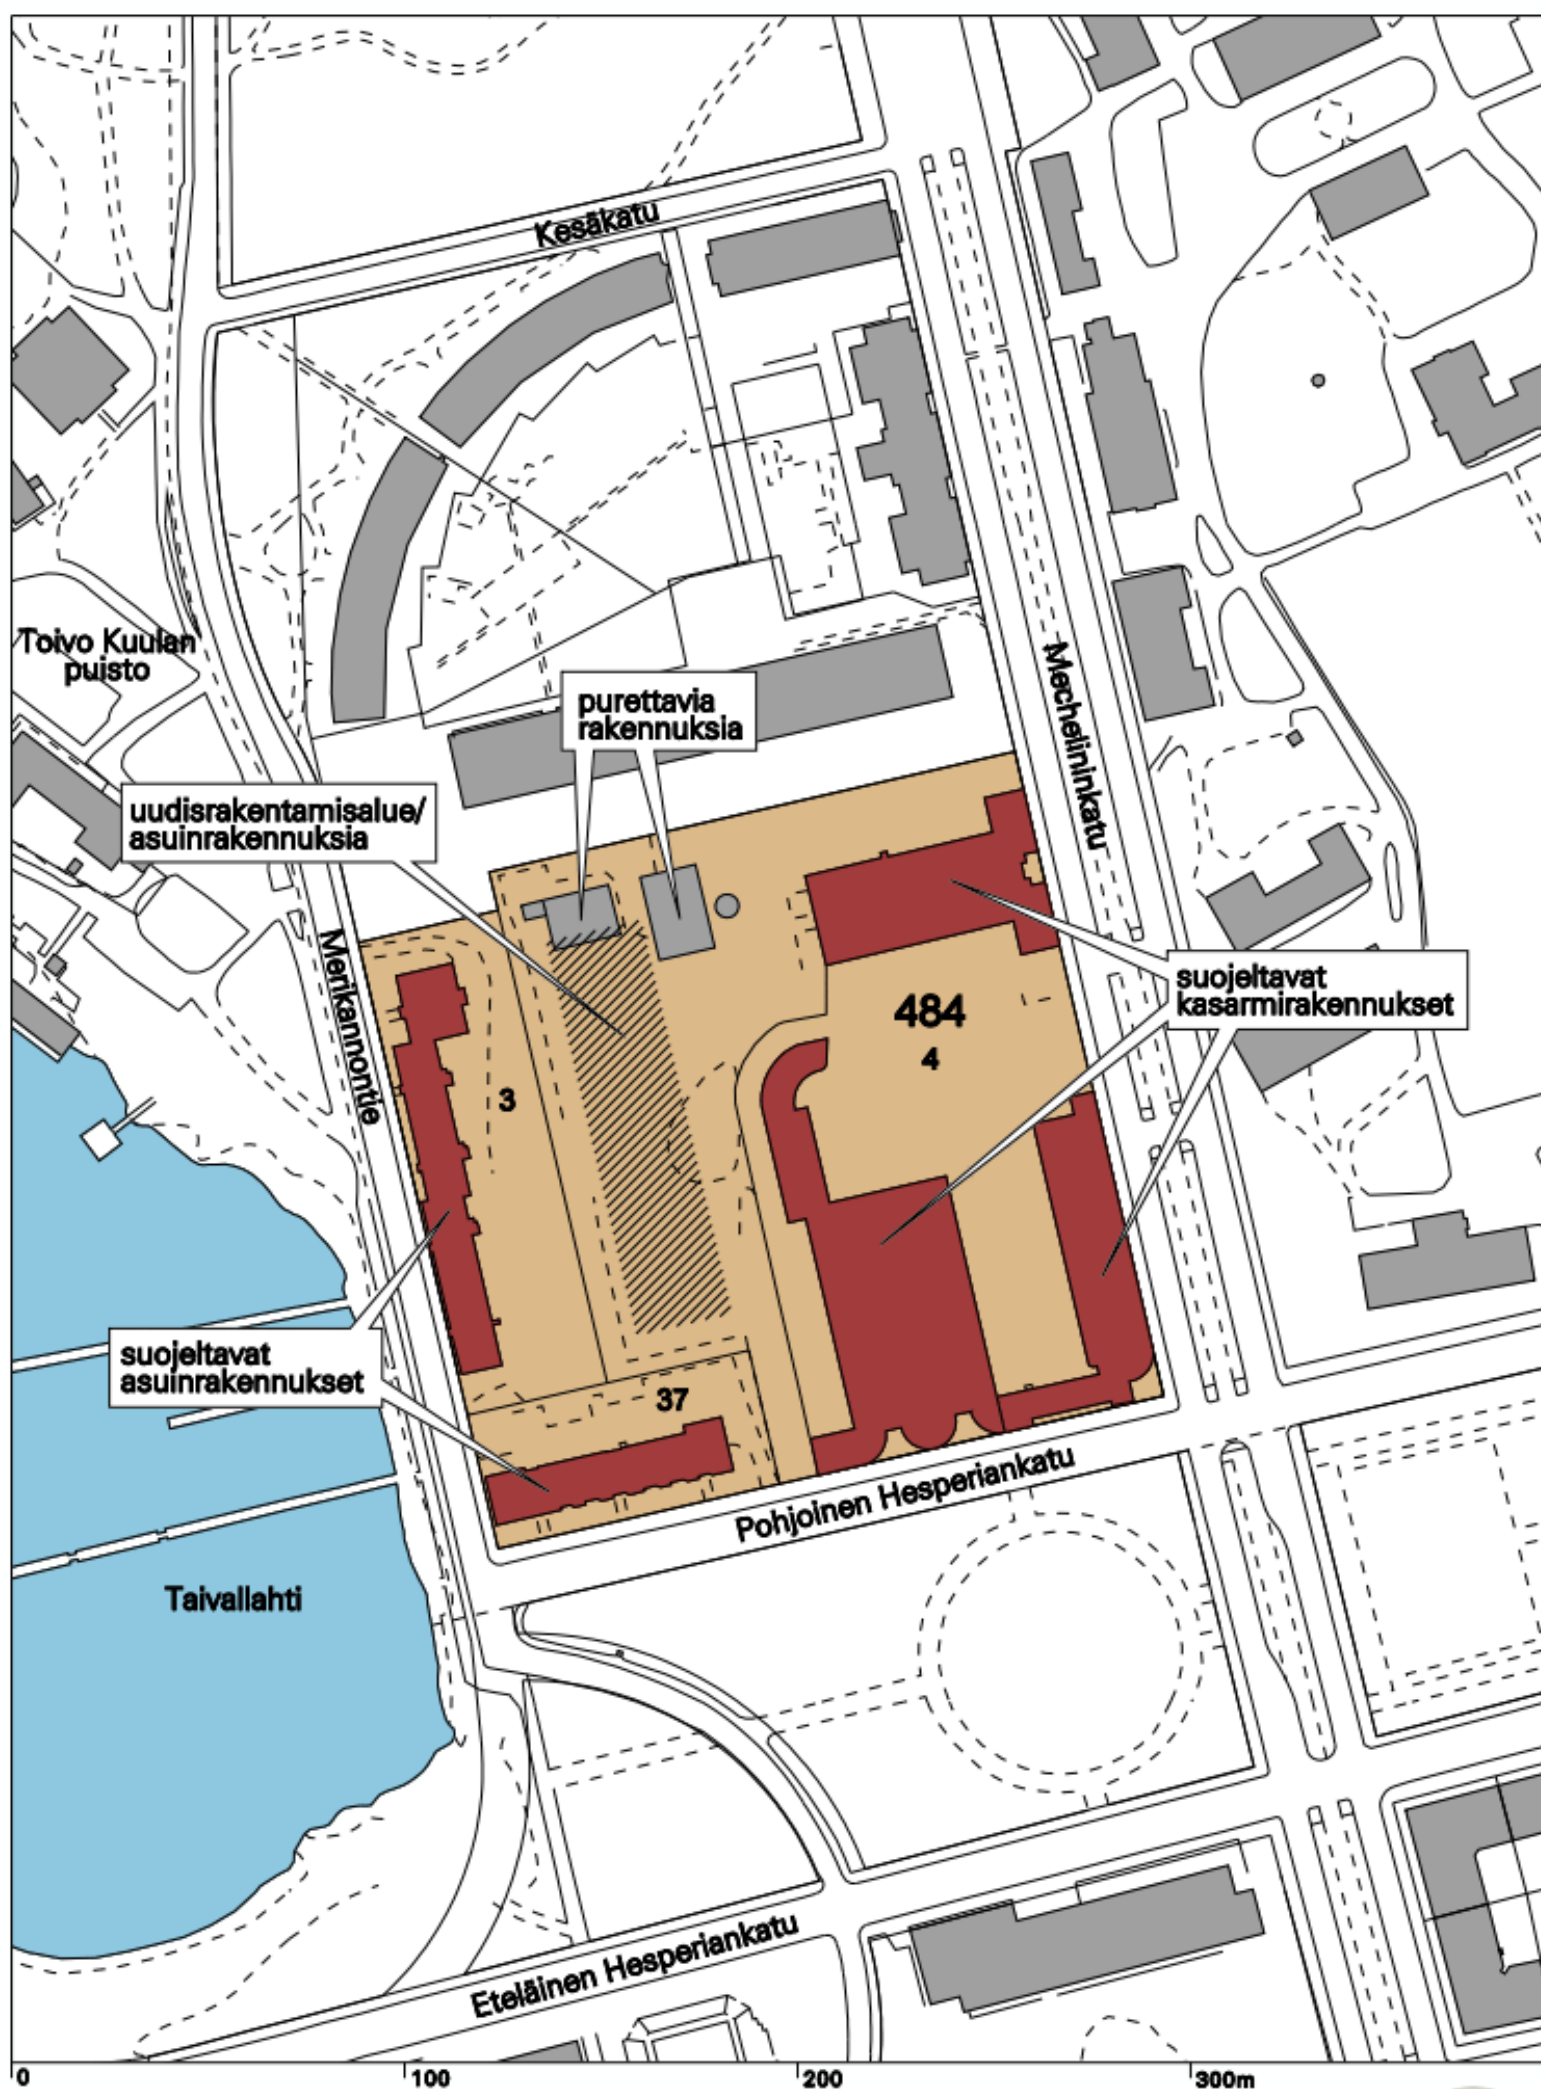 Kesäkatu
Toivo Kuulan
puisto
purettavia
rakennuksia
Mechelininkatu
uudisrakentamisalue/
asuinrakennuksia
Merikannontie
suojeltavat
kasarmirakennukset
484
4
3
suojeltavat
asuinrakennukset
37
Pohjoinen Hesperiankatu
Taivallahti
Eteläinen Hesperiankatu
0 100 200 300m